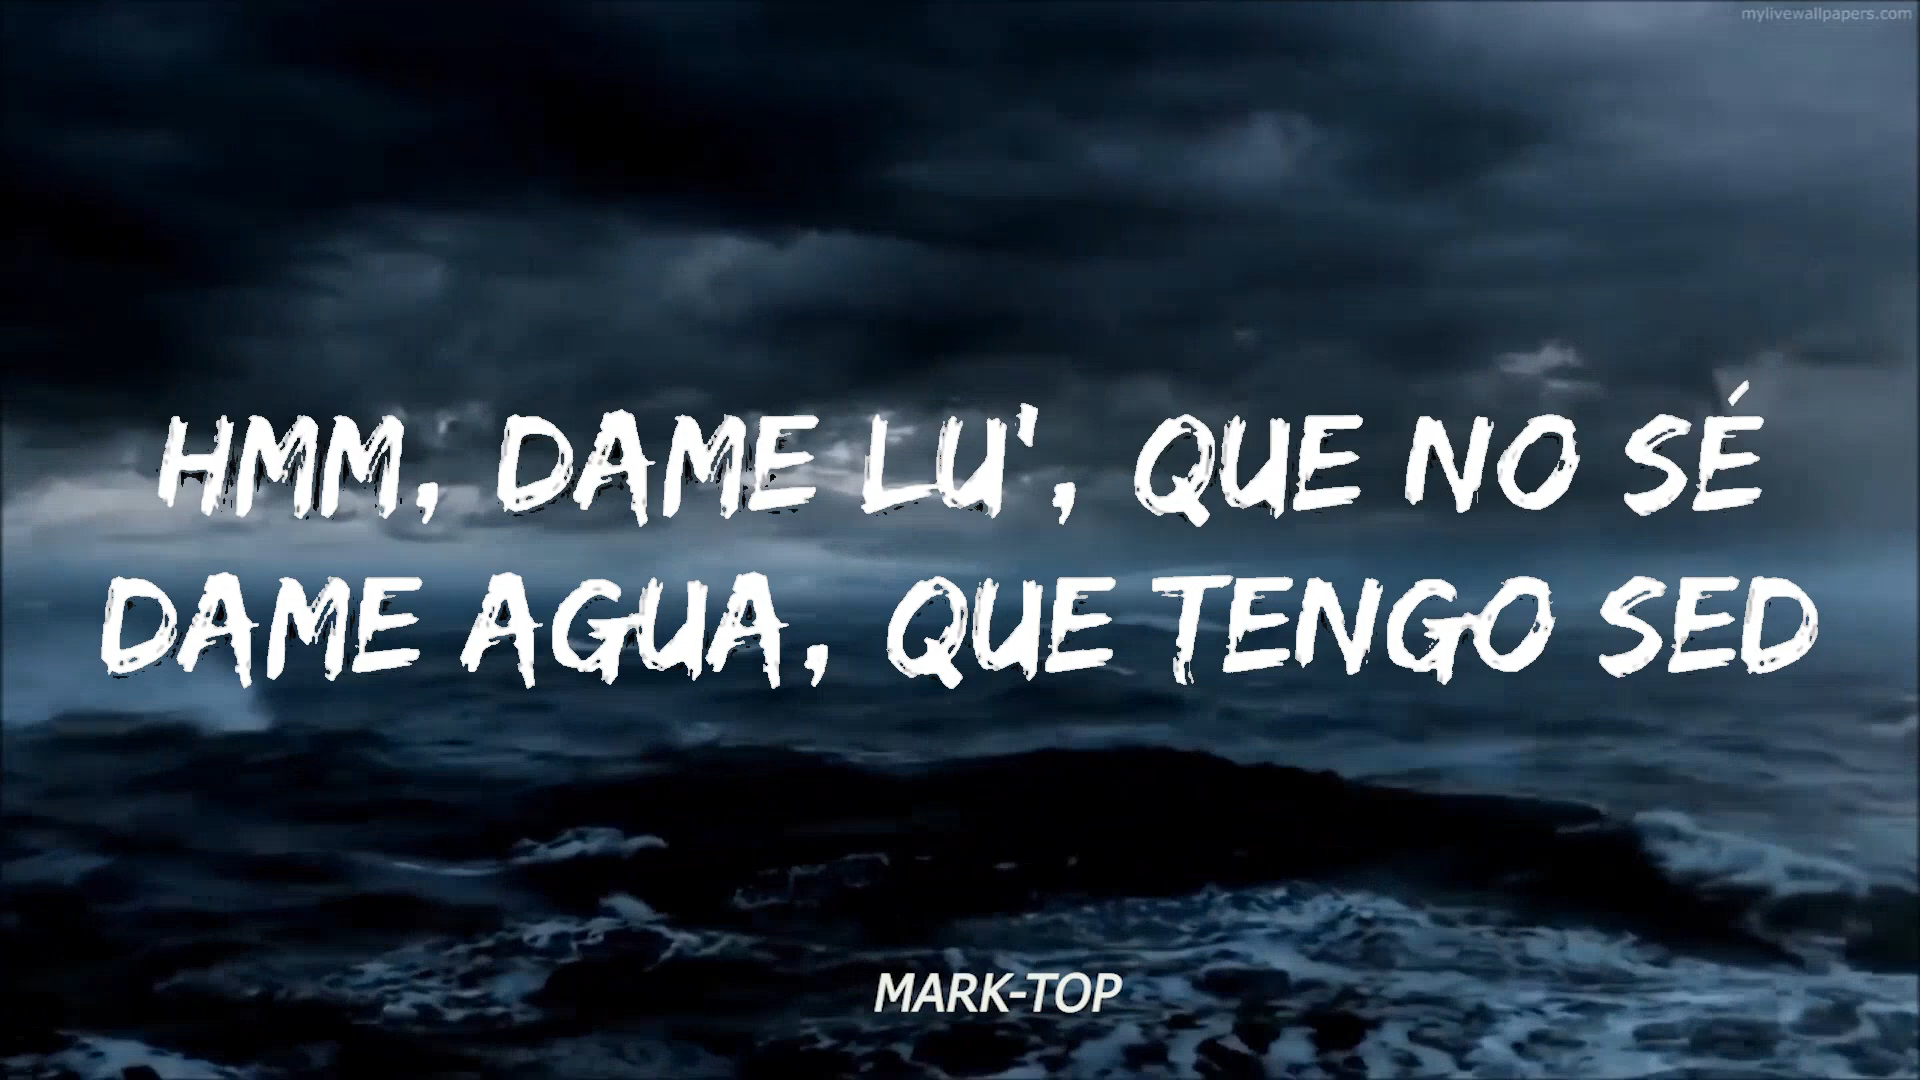 mylivewallpapers.com
HMM, DAME LU', QUE NO SÉ
DAME AGUA, QUE TENGO SED
MARK-TOP